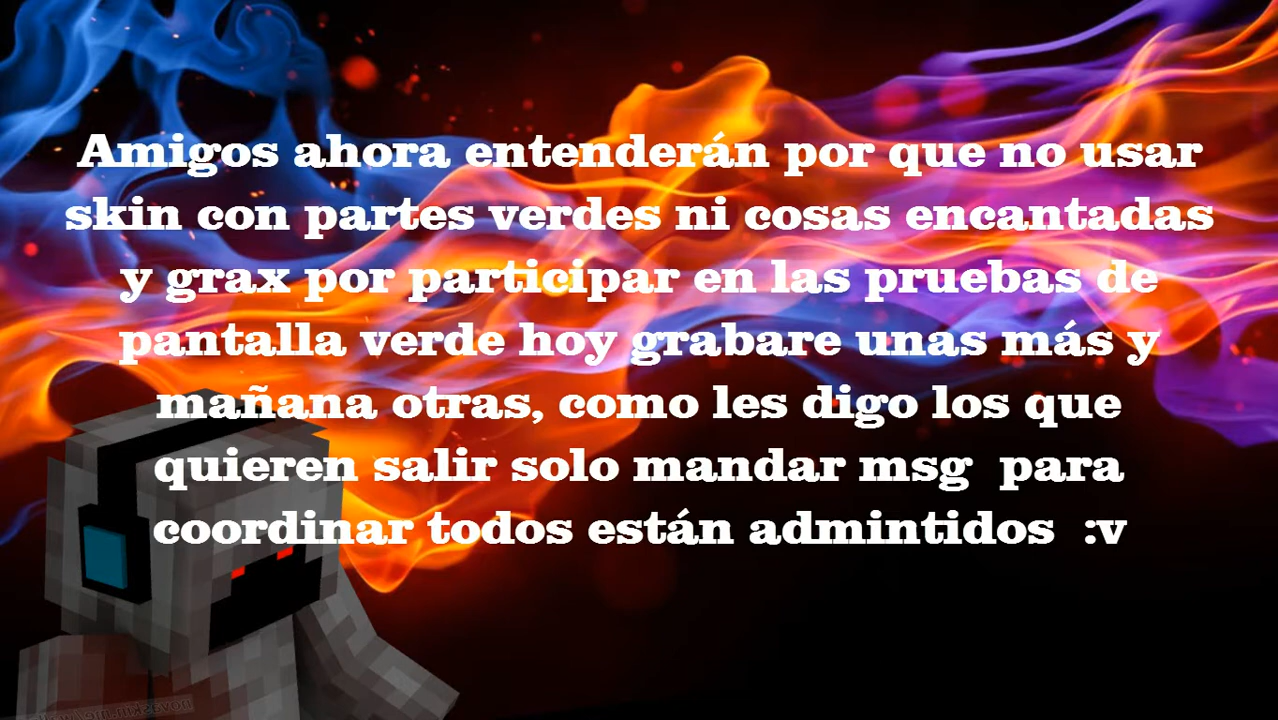 Amigos ahora entenderán por que no usar
skin con partes verdes ni cosas encantadas
y grax por participar en las pruebas de
pantalla verde hoy grabare unas más y
mañana otras, como les digo los que
quieren salir solo mandar msg  para
coordinar todos están admintidos  :v